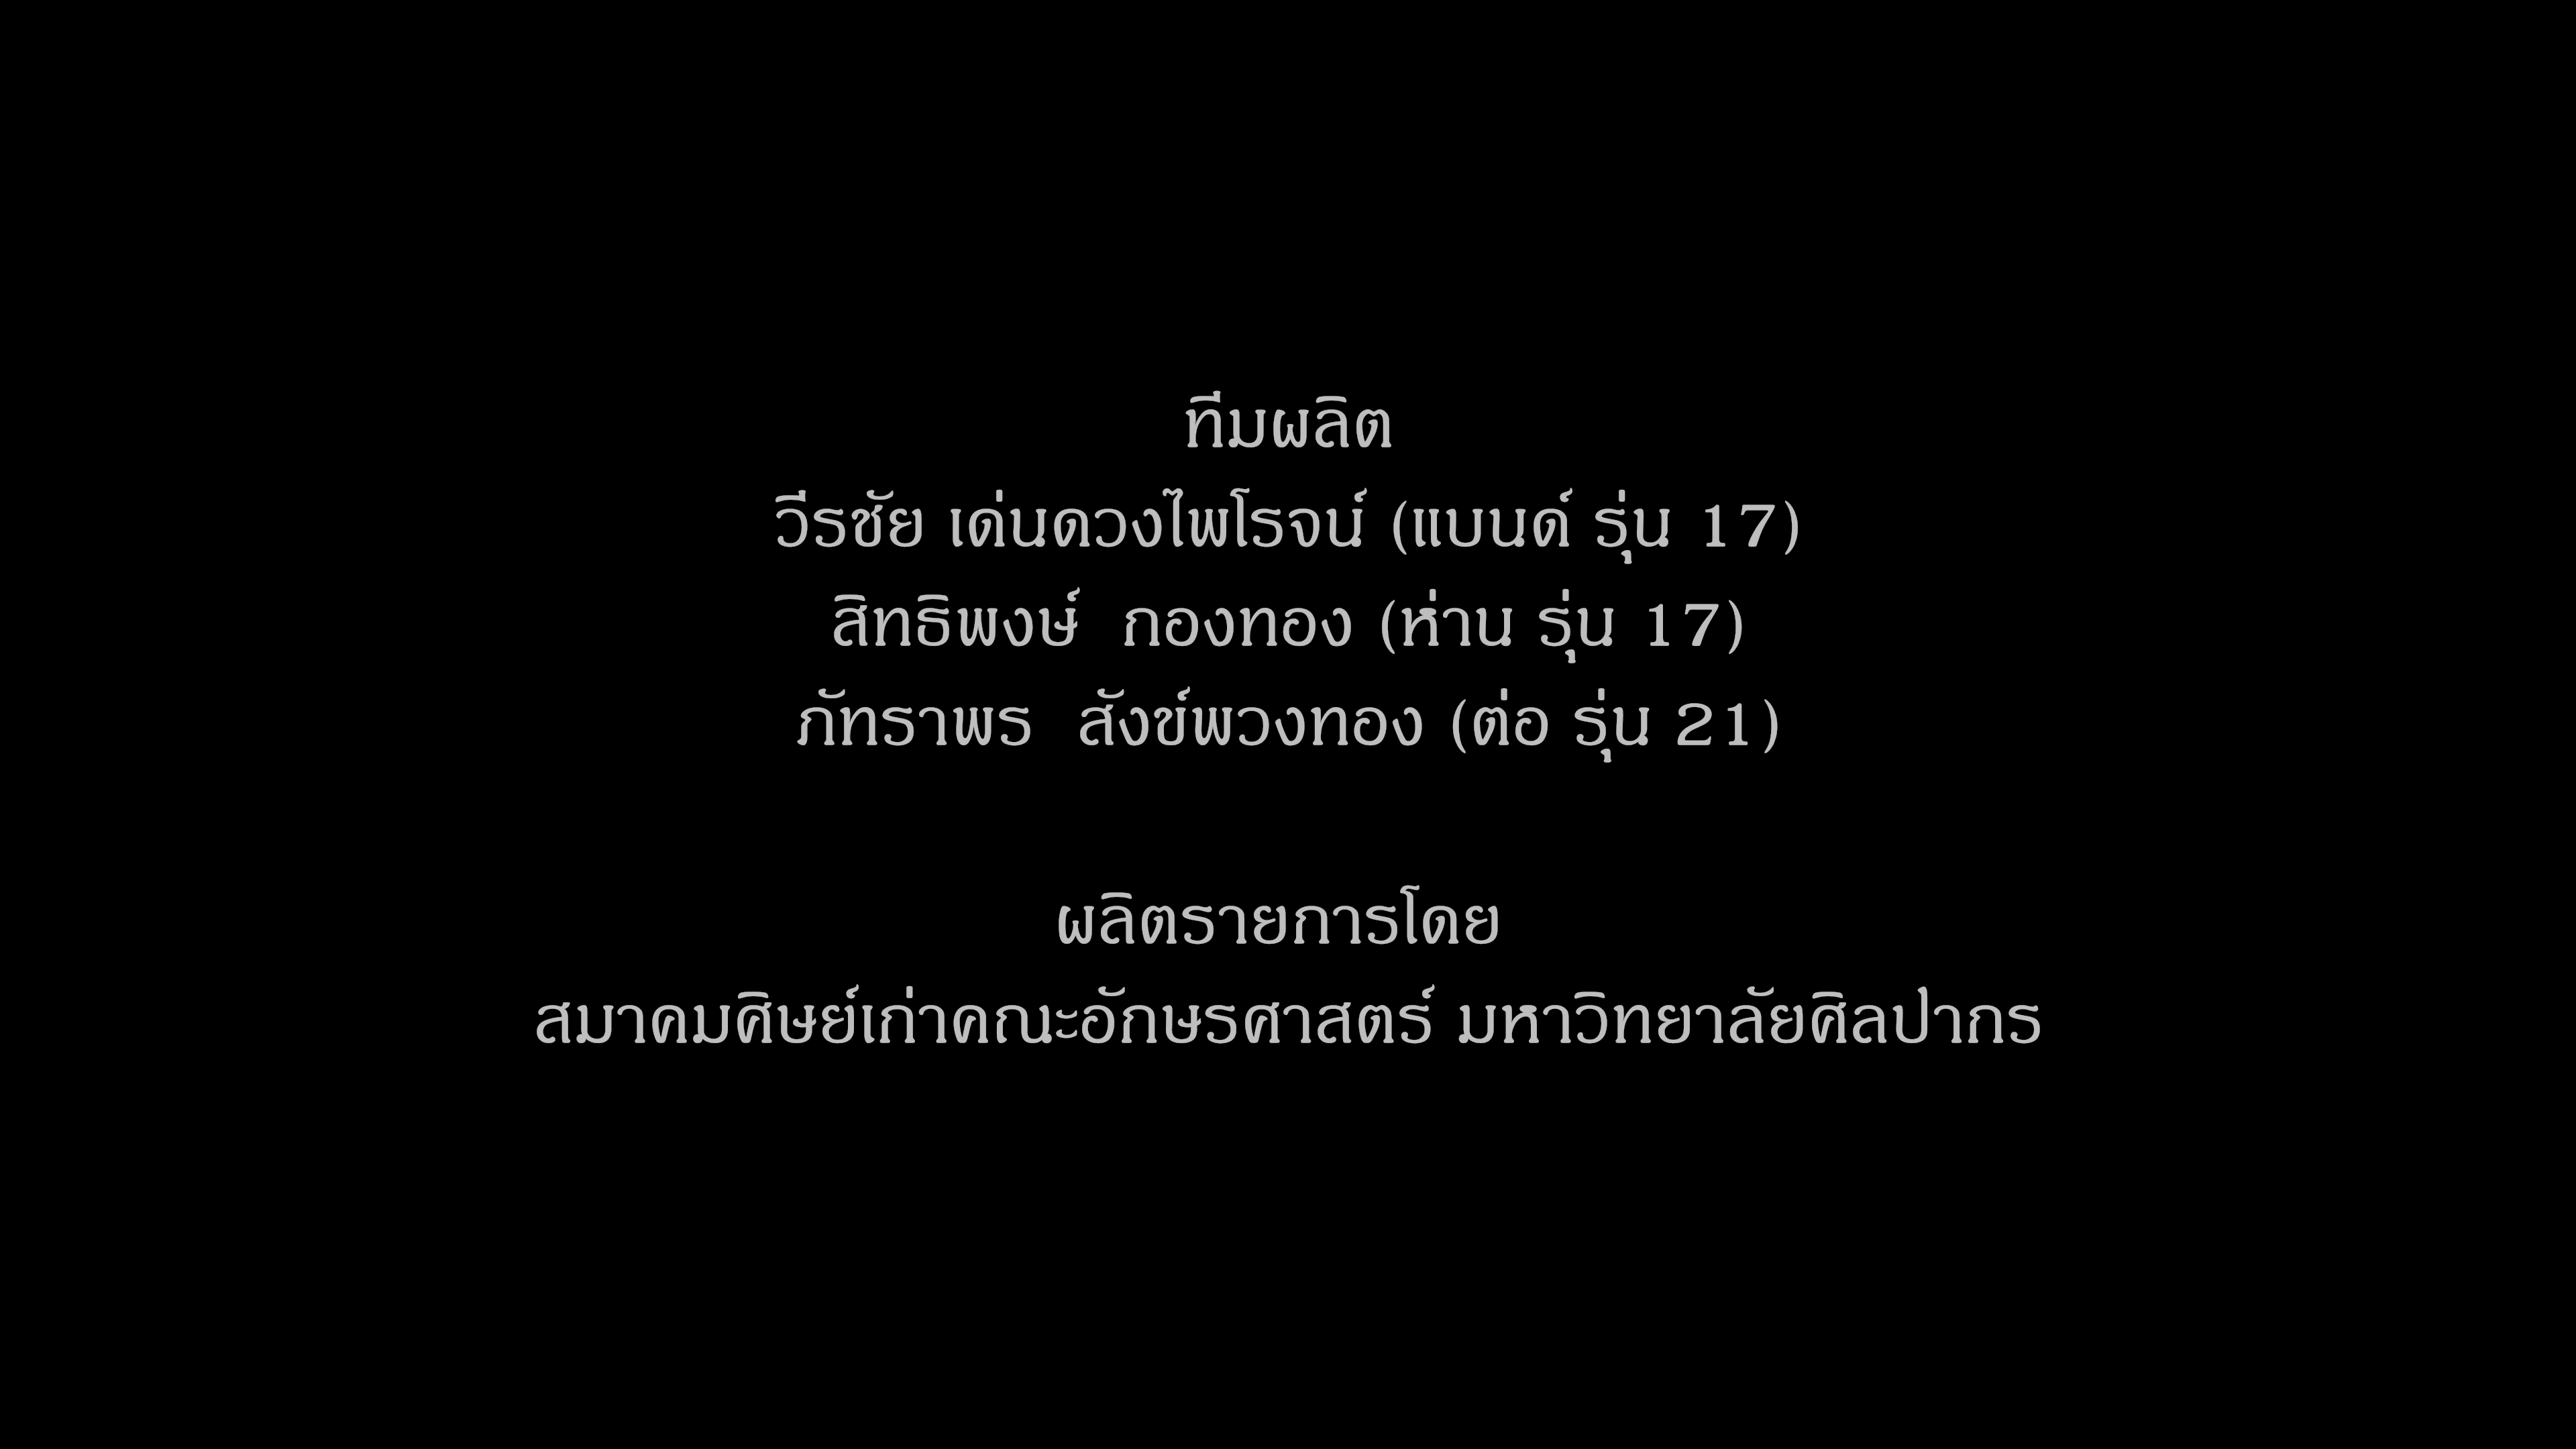 ทีมผลิต
วีรชัย เด่นดวงไพโรจน์ (แบนด์ รุ่น 17)
สิทธิพงษ์ กองทอง (ห่าน รุ่น 17)
ภัทราพร สังข์พวงทอง (ต่อ รุ่น 21)
ผลิตรายการโดย
สมาคมศิษย์เก่าคณะอักษรศาสตร์ มหาวิทยาลัยศิลปากร